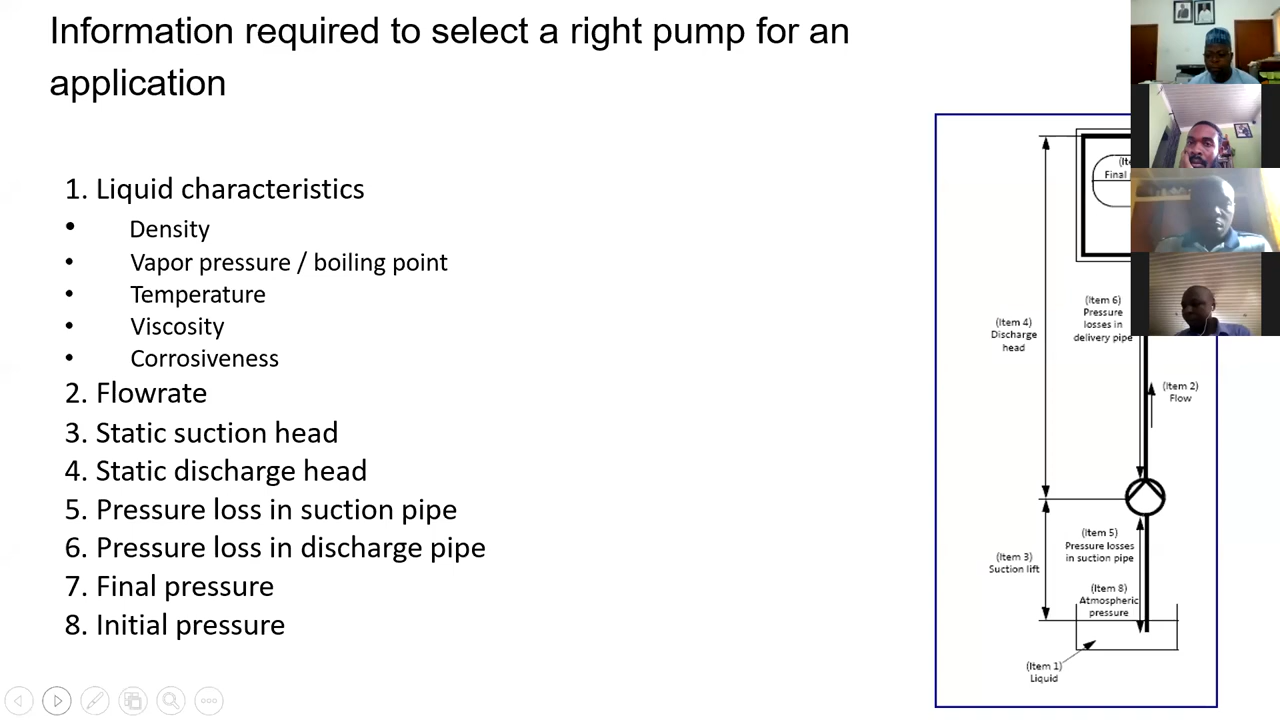 Information required to select a right pump for an
application
1. Liquid characteristics
• Density
• Vapor pressure / boiling point
• Temperature
• Viscosity
• Corrosiveness
2. Flowrate
3. Static suction head
4. Static discharge head
5. Pressure loss in suction pipe
6. Pressure loss in discharge pipe
7. Final pressure
8. Initial pressure
Final
(Item 6)
Pressure
losses in
delivery pipe
(Item 4)
Discharge
head
(Item 2)
Flow
(Item 5)
Pressure losses
in suction pipe
(Item 3)
Suction lift
(Item 8)
Atmospheric
pressure
(Item 1)
Liquid